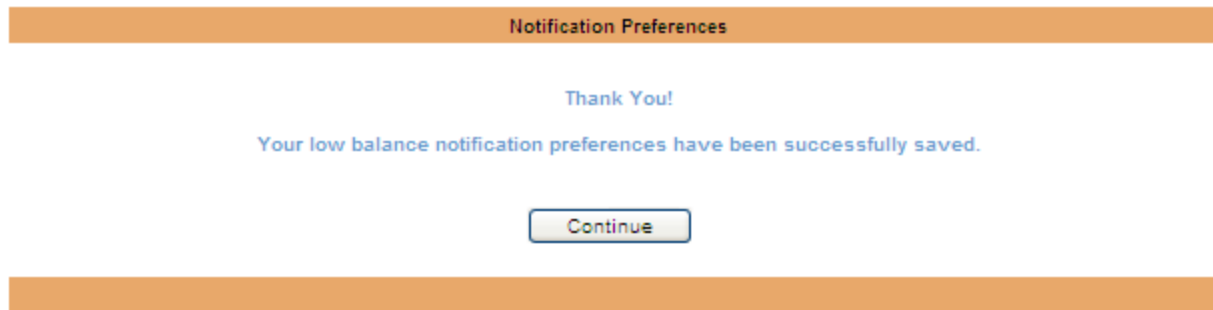 Notification Preferences
Thank You!
Your low balance notification preferences have been successfully saved.
Continue